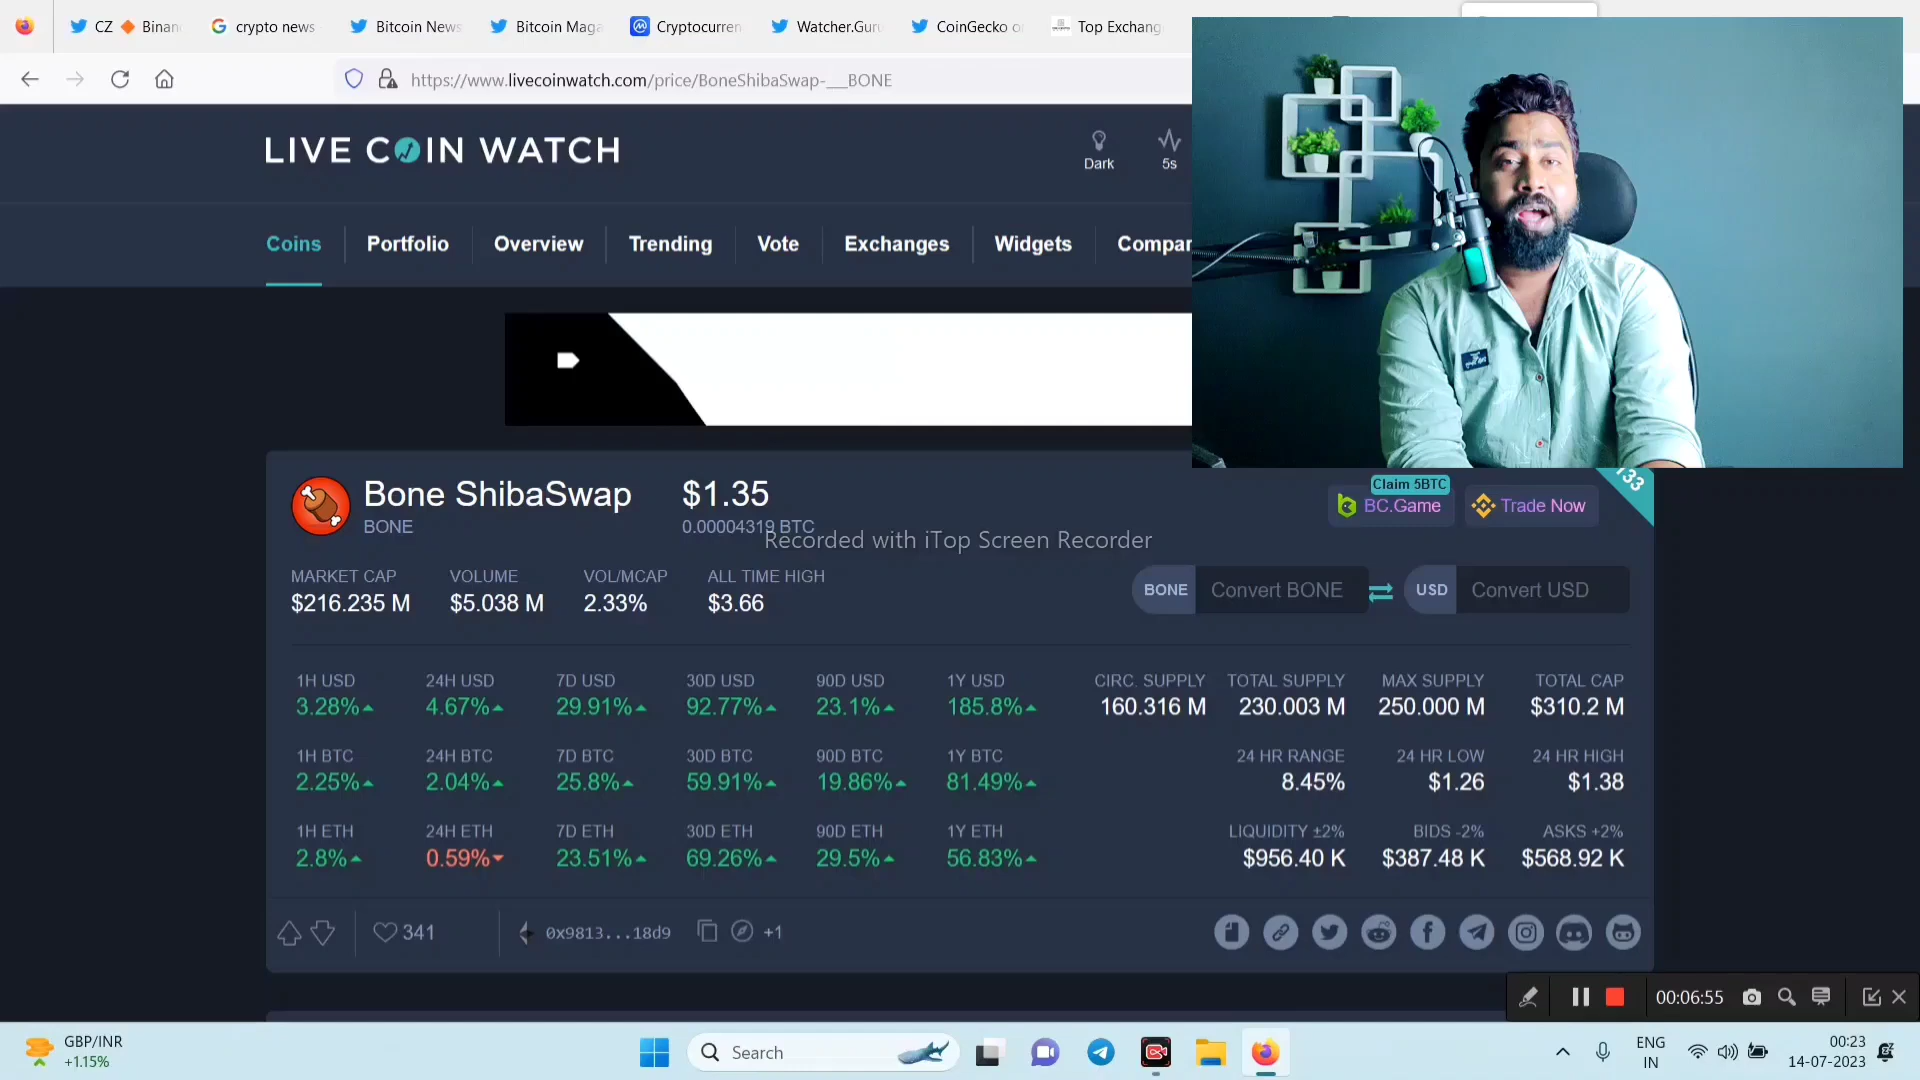 CZ 🔶 Binan
crypto news
Bitcoin News
Bitcoin Maga
Cryptocurren
Watcher.Guru
CoinGecko o
Top Exchang
https://www.livecoinwatch.com/price/BoneShibaSwap-___BONE
LIVE COIN WATCH
Dark
5s
Coins
Portfolio
Overview
Trending
Vote
Exchanges
Widgets
Compar
Bone ShibaSwap
BONE
$1.35
0.00004319 BTC
Recorded with iTop Screen Recorder
Claim 5BTC
BC.Game
Trade Now
133
MARKET CAP
$216.235 M
VOLUME
$5.038 M
VOL/MCAP
2.33%
ALL TIME HIGH
$3.66
BONE Convert BONE
USD Convert USD
1H USD 24H USD 7D USD 30D USD 90D USD 1Y USD CIRC. SUPPLY TOTAL SUPPLY MAX SUPPLY TOTAL CAP
3.28% 4.67% 29.91% 92.77% 23.1% 185.8% 160.316 M 230.003 M 250.000 M $310.2 M
1H BTC 24H BTC 7D BTC 30D BTC 90D BTC 1Y BTC 24 HR RANGE 24 HR LOW 24 HR HIGH
2.25% 2.04% 25.8% 59.91% 19.86% 81.49% 8.45% $1.26 $1.38
1H ETH 24H ETH 7D ETH 30D ETH 90D ETH 1Y ETH LIQUIDITY ±2% BIDS -2% ASKS +2%
2.8% 0.59% 23.51% 69.26% 29.5% 56.83% $956.40 K $387.48 K $568.92 K
341
0x9813...18d9
+1
00:06:55
GBP/INR
+1.15%
Search
ENG
IN
00:23
14-07-2023